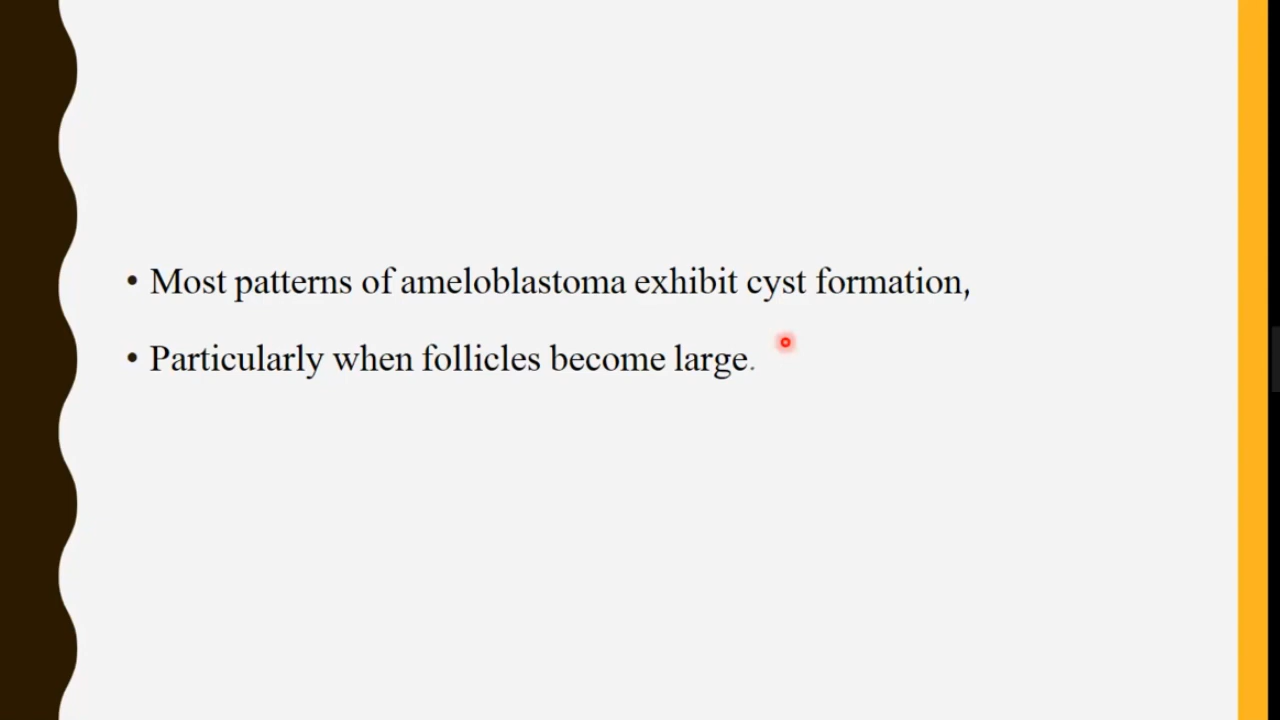 • Most patterns of ameloblastoma exhibit cyst formation,
• Particularly when follicles become large.